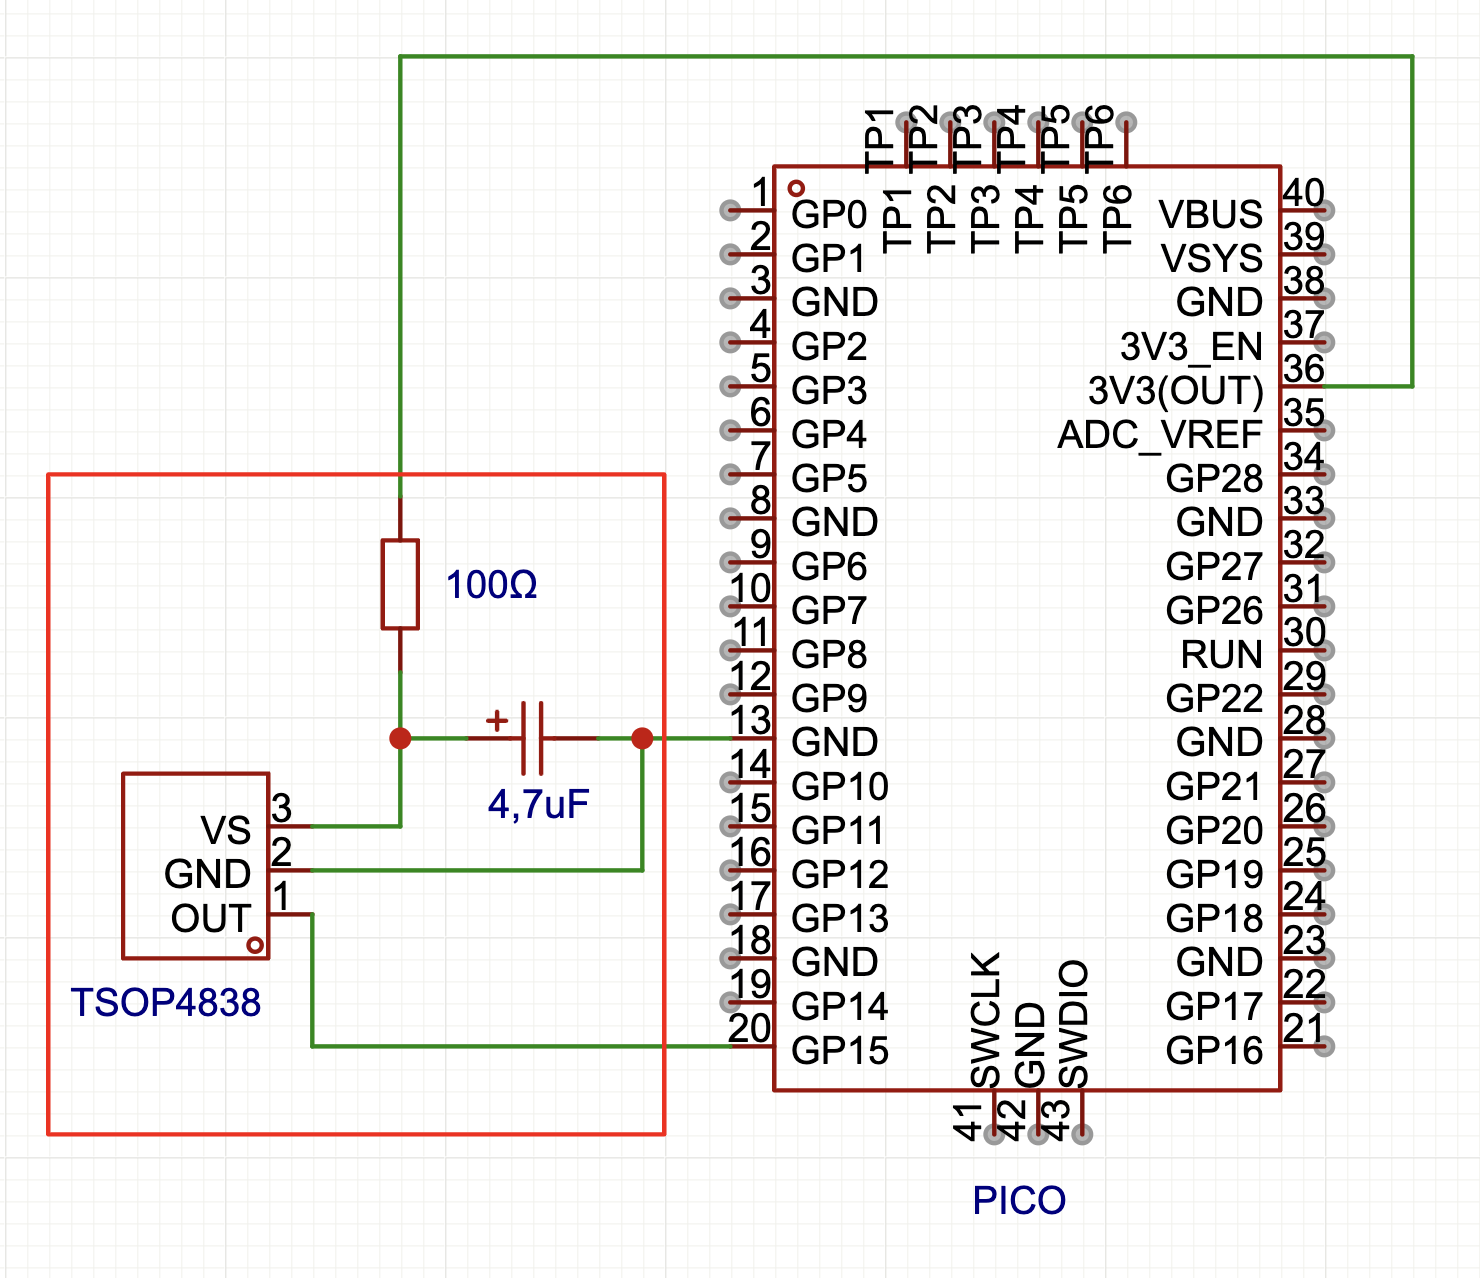 TP1 TP2 TP3 TP4 TP5 TP6
TP1 TP2 TP3 TP4 TP5 TP6
1 GP0 VBUS 40
2 GP1 VSYS 39
3 GND GND 38
4 GP2 3V3_EN 37
5 GP3 3V3(OUT) 36
6 GP4 ADC_VREF 35
7 GP5 GP28 34
8 GND GND 33
9 GP6 GP27 32
10 GP7 GP26 31
11 GP8 RUN 30
12 GP9 GP22 29
13 GND GND 28
14 GP10 GP21 27
15 GP11 GP20 26
16 GP12 GP19 25
17 GP13 GP18 24
18 GND GND 23
19 GP14 GP17 22
20 GP15 GP16 21
SWCLK GND SWDIO
41 42 43
PICO
100Ω
+
4,7uF
VS 3
GND 2
OUT 1
TSOP4838